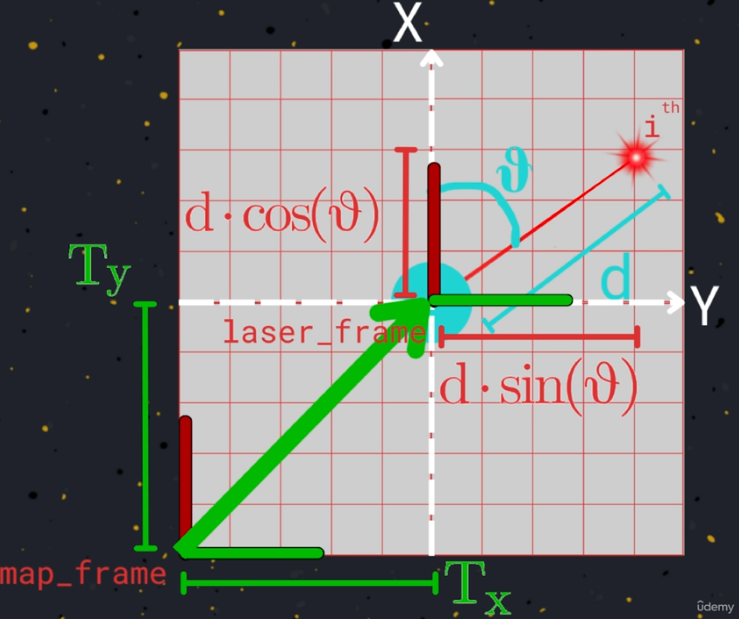 X
i^th
ϑ
d·cos(ϑ)
Ty
d
Y
laser_frame
d·sin(ϑ)
map_frame
Tx
ûdemy